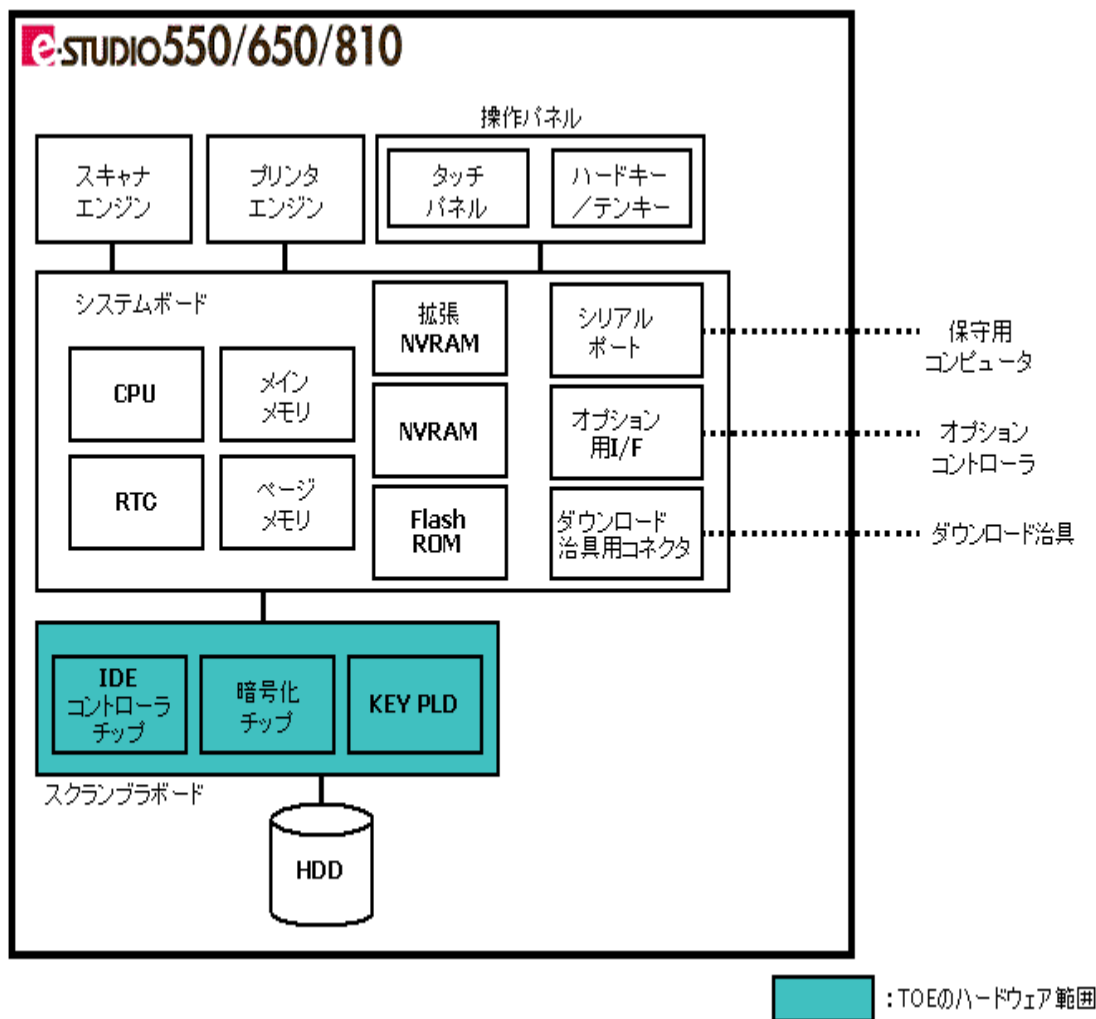 e-STUDIO550/650/810
操作パネル
スキャナ
エンジン
プリンタ
エンジン
タッチ
パネル
ハードキー
／テンキー
システムボード
CPU
メイン
メモリ
RTC
ページ
メモリ
拡張
NVRAM
NVRAM
Flash
ROM
シリアル
ポート
オプション
用I/F
ダウンロード
治具用コネクタ
保守用
コンピュータ
オプション
コントローラ
ダウンロード治具
IDE
コントローラ
チップ
暗号化
チップ
KEY PLD
スクランブラボード
HDD
:TOEのハードウェア範囲